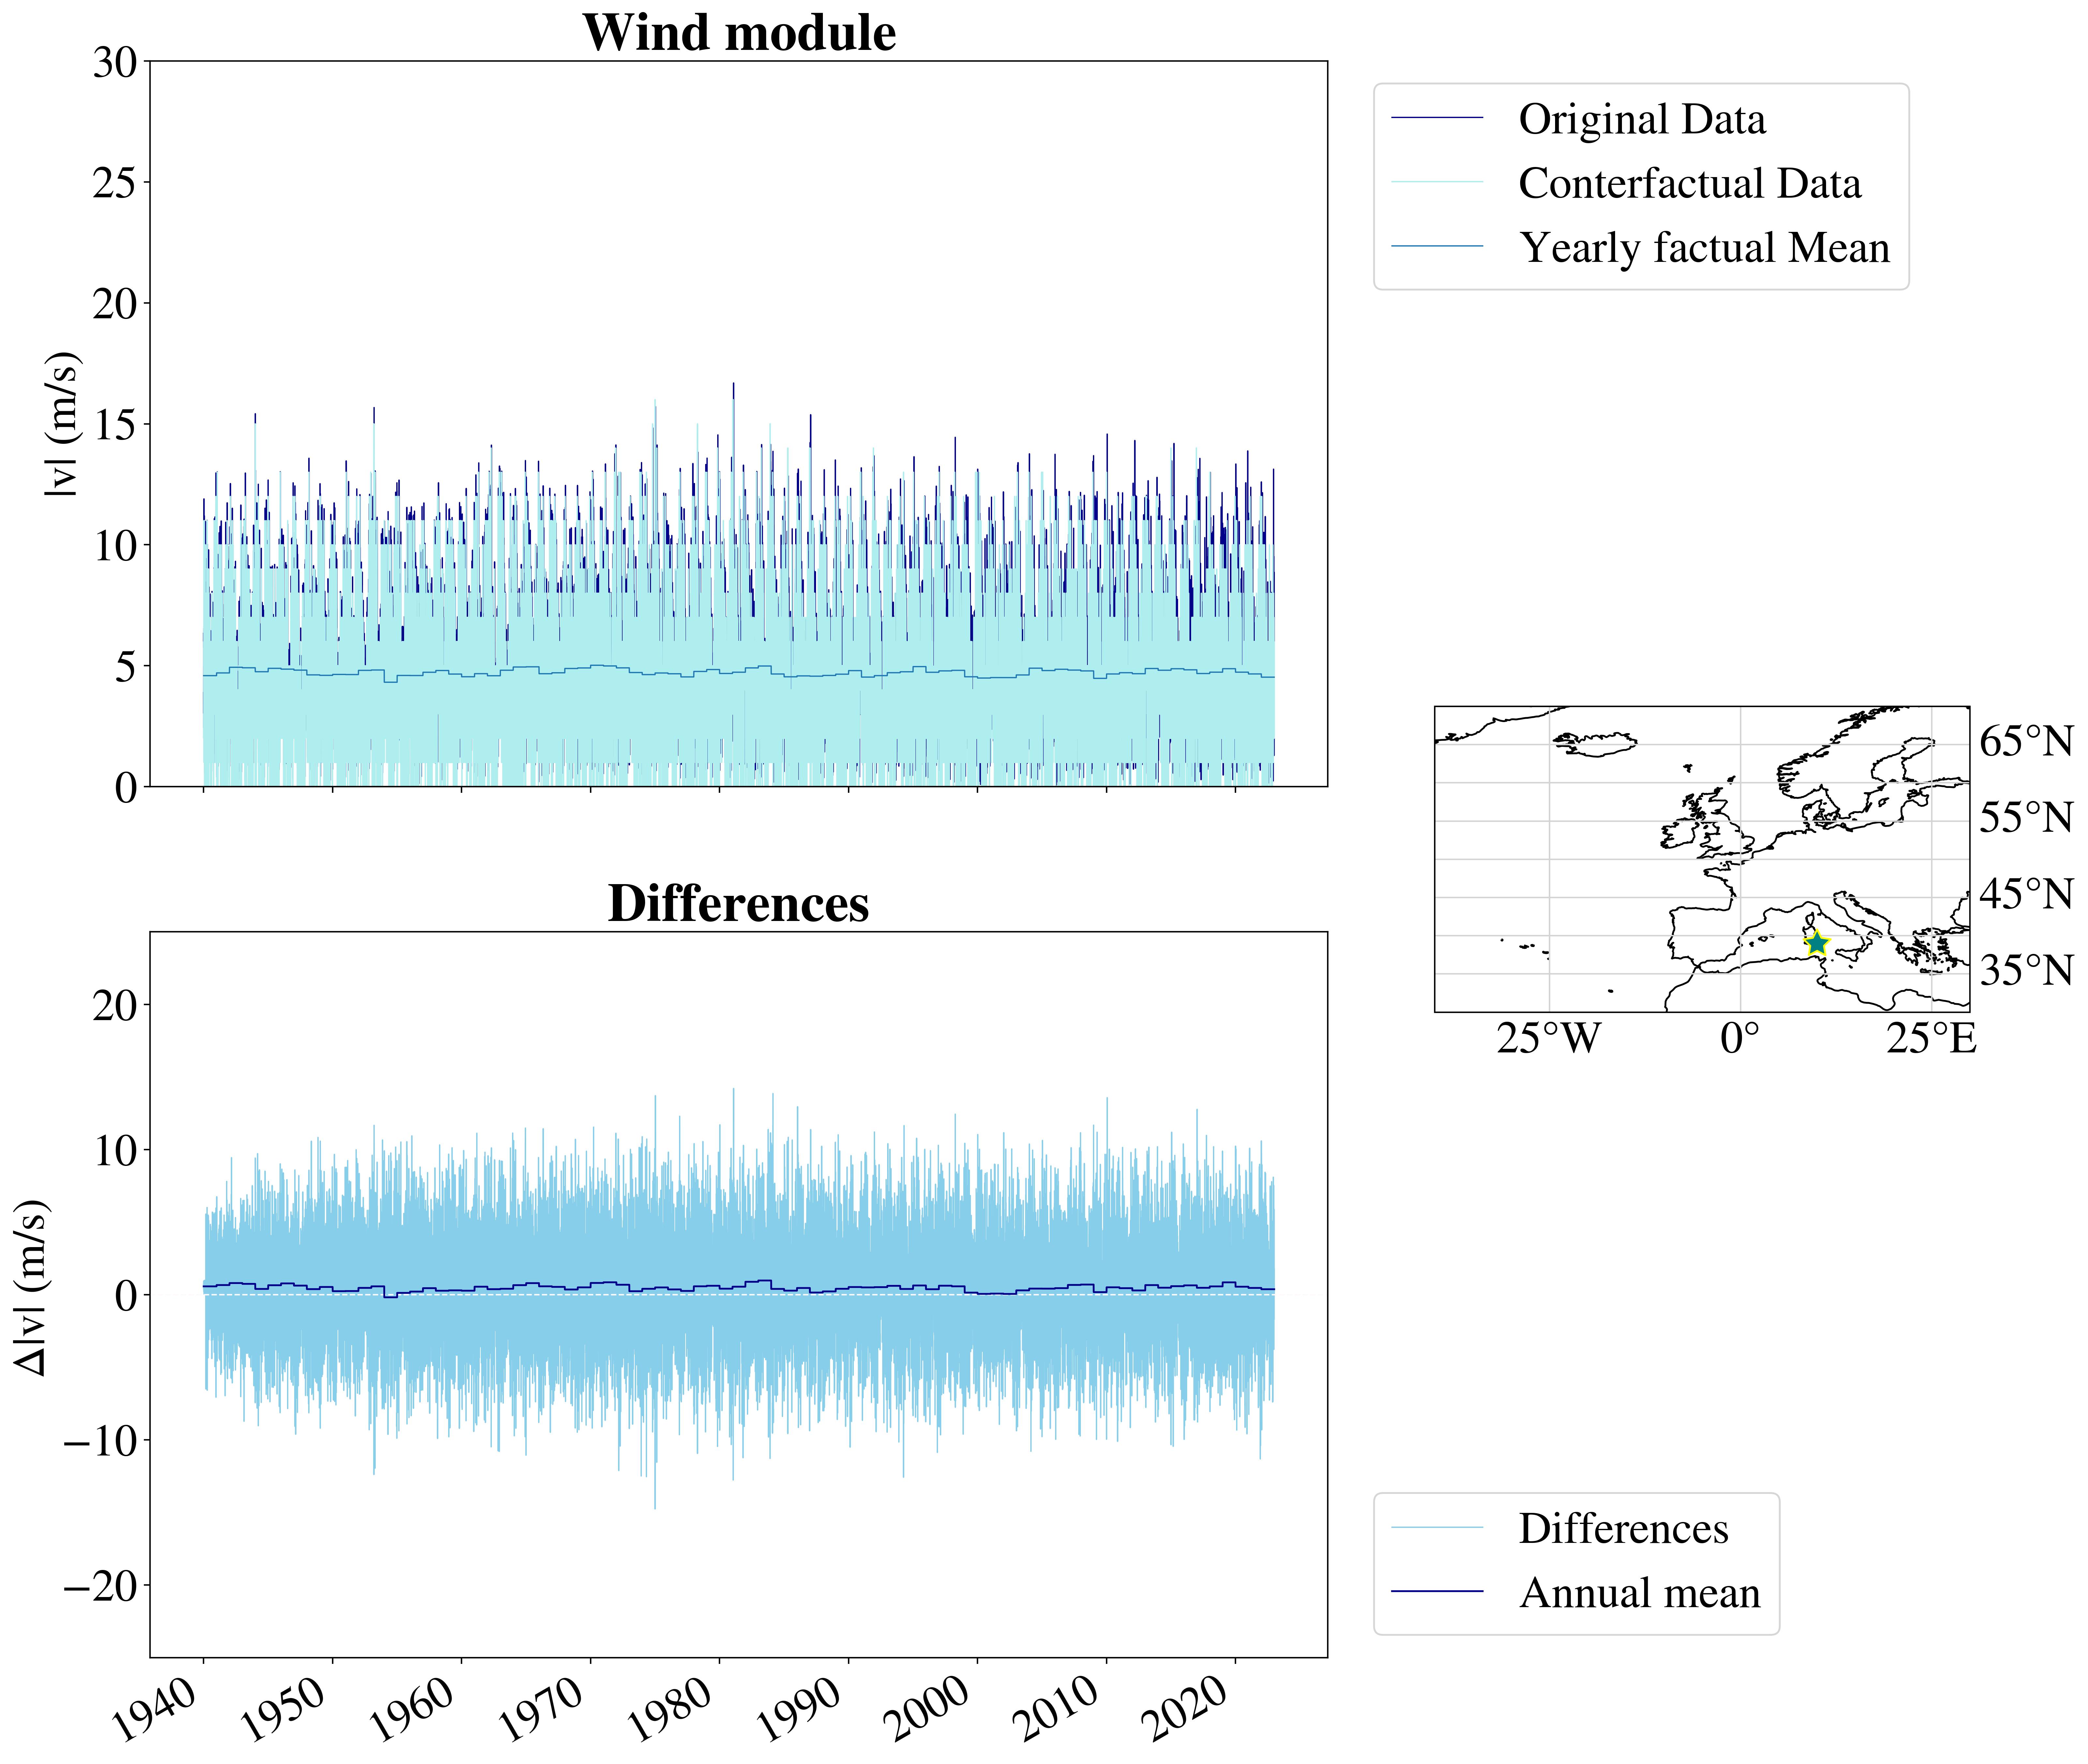 Wind module
30
25
20
15
10
5
0
|v| (m/s)
Original Data
Conterfactual Data
Yearly factual Mean
65°N
55°N
45°N
35°N
25°W 0° 25°E
Differences
20
10
0
−10
−20
Δ|v| (m/s)
1940 1950 1960 1970 1980 1990 2000 2010 2020
Differences
Annual mean